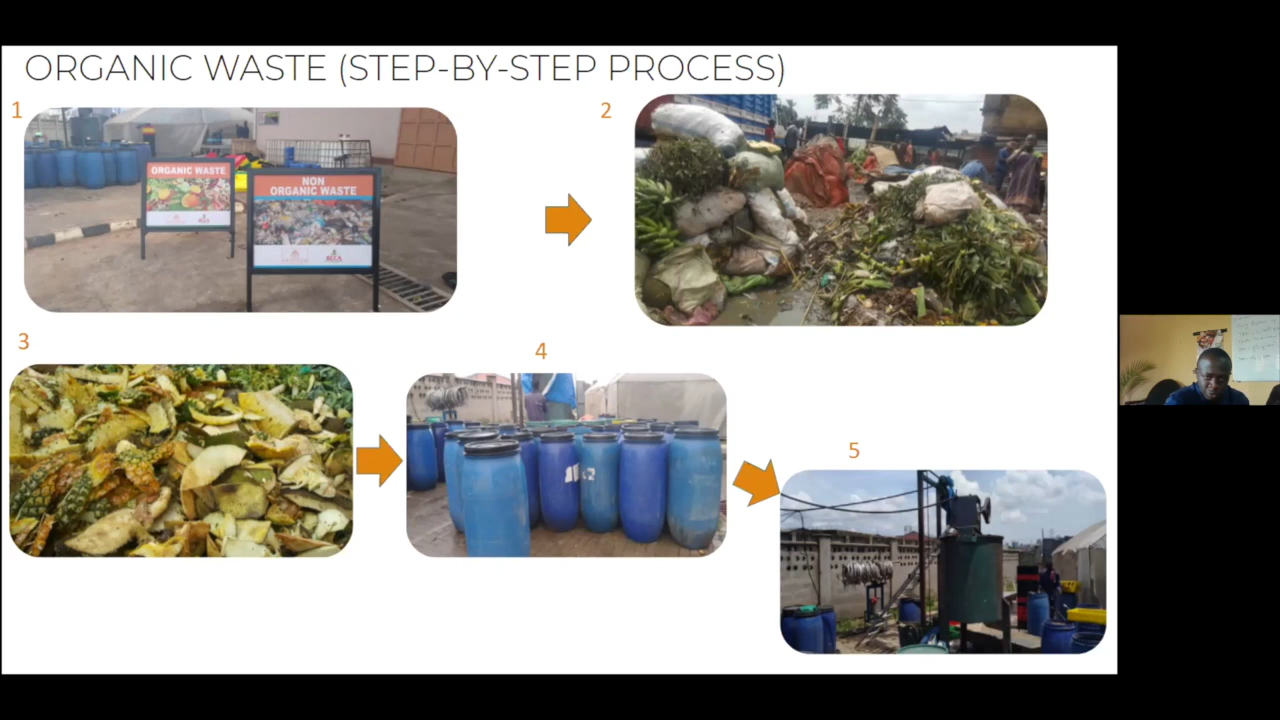 ORGANIC WASTE (STEP-BY-STEP PROCESS)
1
2
ORGANIC WASTE
NON
ORGANIC WASTE
3
4
5